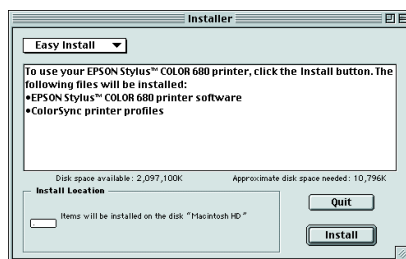 Installer
Easy Install
To use your EPSON Stylus™ COLOR 680 printer, click the Install button. The
following files will be installed:
•EPSON Stylus™ COLOR 680 printer software
•ColorSync printer profiles
Disk space available: 2,097,100K Approximate disk space needed: 10,796K
Install Location
Items will be installed on the disk "Macintosh HD"
Quit
Install